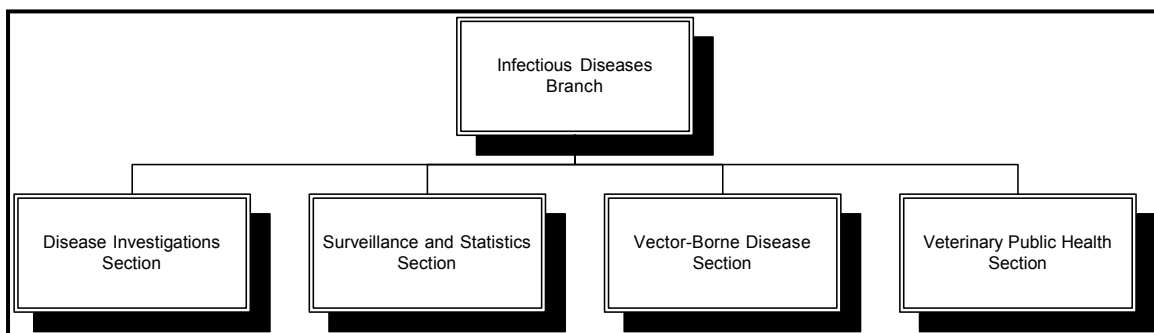 Infectious Diseases
Branch
Disease Investigations
Section
Surveillance and Statistics
Section
Vector-Borne Disease
Section
Veterinary Public Health
Section